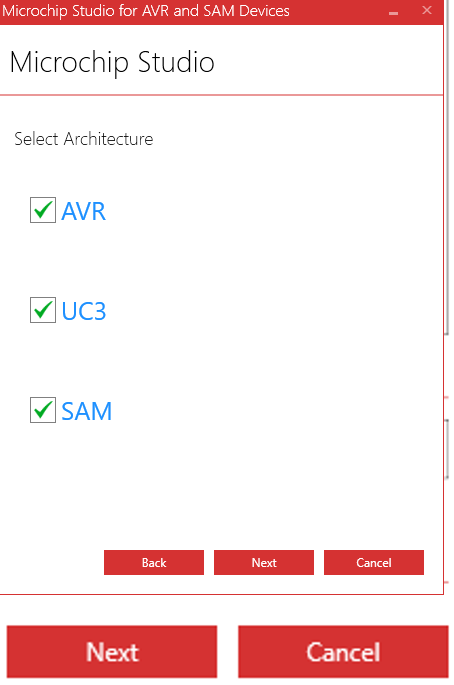 Microchip Studio for AVR and SAM Devices
Microchip Studio
Select Architecture
AVR
UC3
SAM
Back Next Cancel
Next Cancel